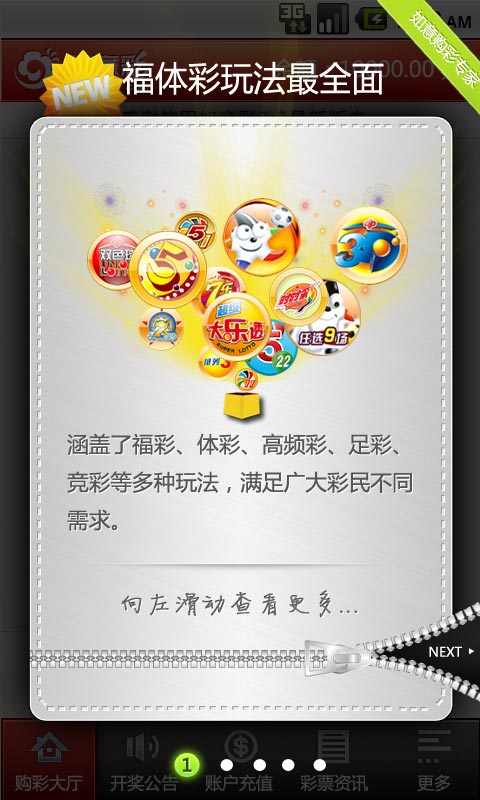 3G
AM
如意购彩专家
NEW
福体彩玩法最全面
双色球
UNION LOTTO
5
3D
超级
大乐透
SUPER LOTTO
任选9场
22
5
涵盖了福彩、体彩、高频彩、足彩、
竞彩等多种玩法，满足广大彩民不同
需求。
向左滑动查看更多...
NEXT
1
购彩大厅
开奖公告
账户充值
彩票资讯
更多